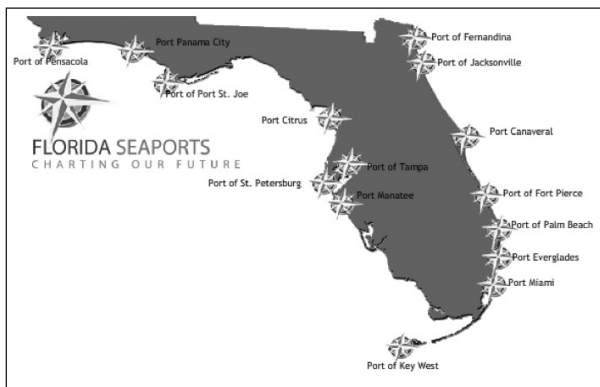 Port of Fernandina
Port Panama City
Port of Pensacola
Port of Jacksonville
Port of Port St. Joe
Port Citrus
Port Canaveral
FLORIDA SEAPORTS
CHARTING OUR FUTURE
Port of Tampa
Port of St. Petersburg
Port Manatee
Port of Fort Pierce
Port of Palm Beach
Port Everglades
Port Miami
Port of Key West